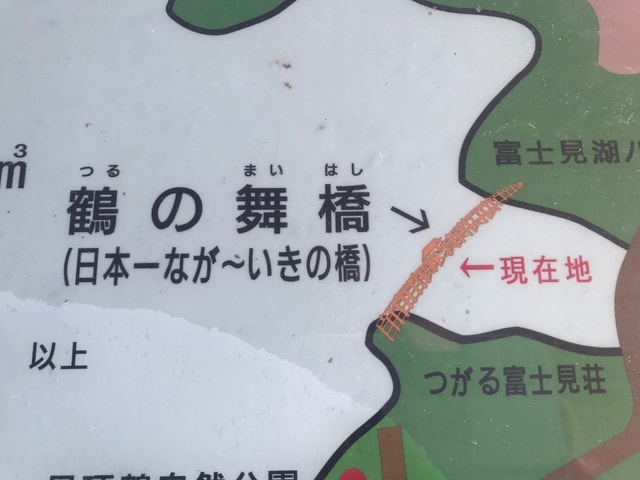 富士見湖パ
m³
つる まい はし
鶴の舞橋
(日本一なが～いきの橋)
←現在地
以上
つがる富士見荘